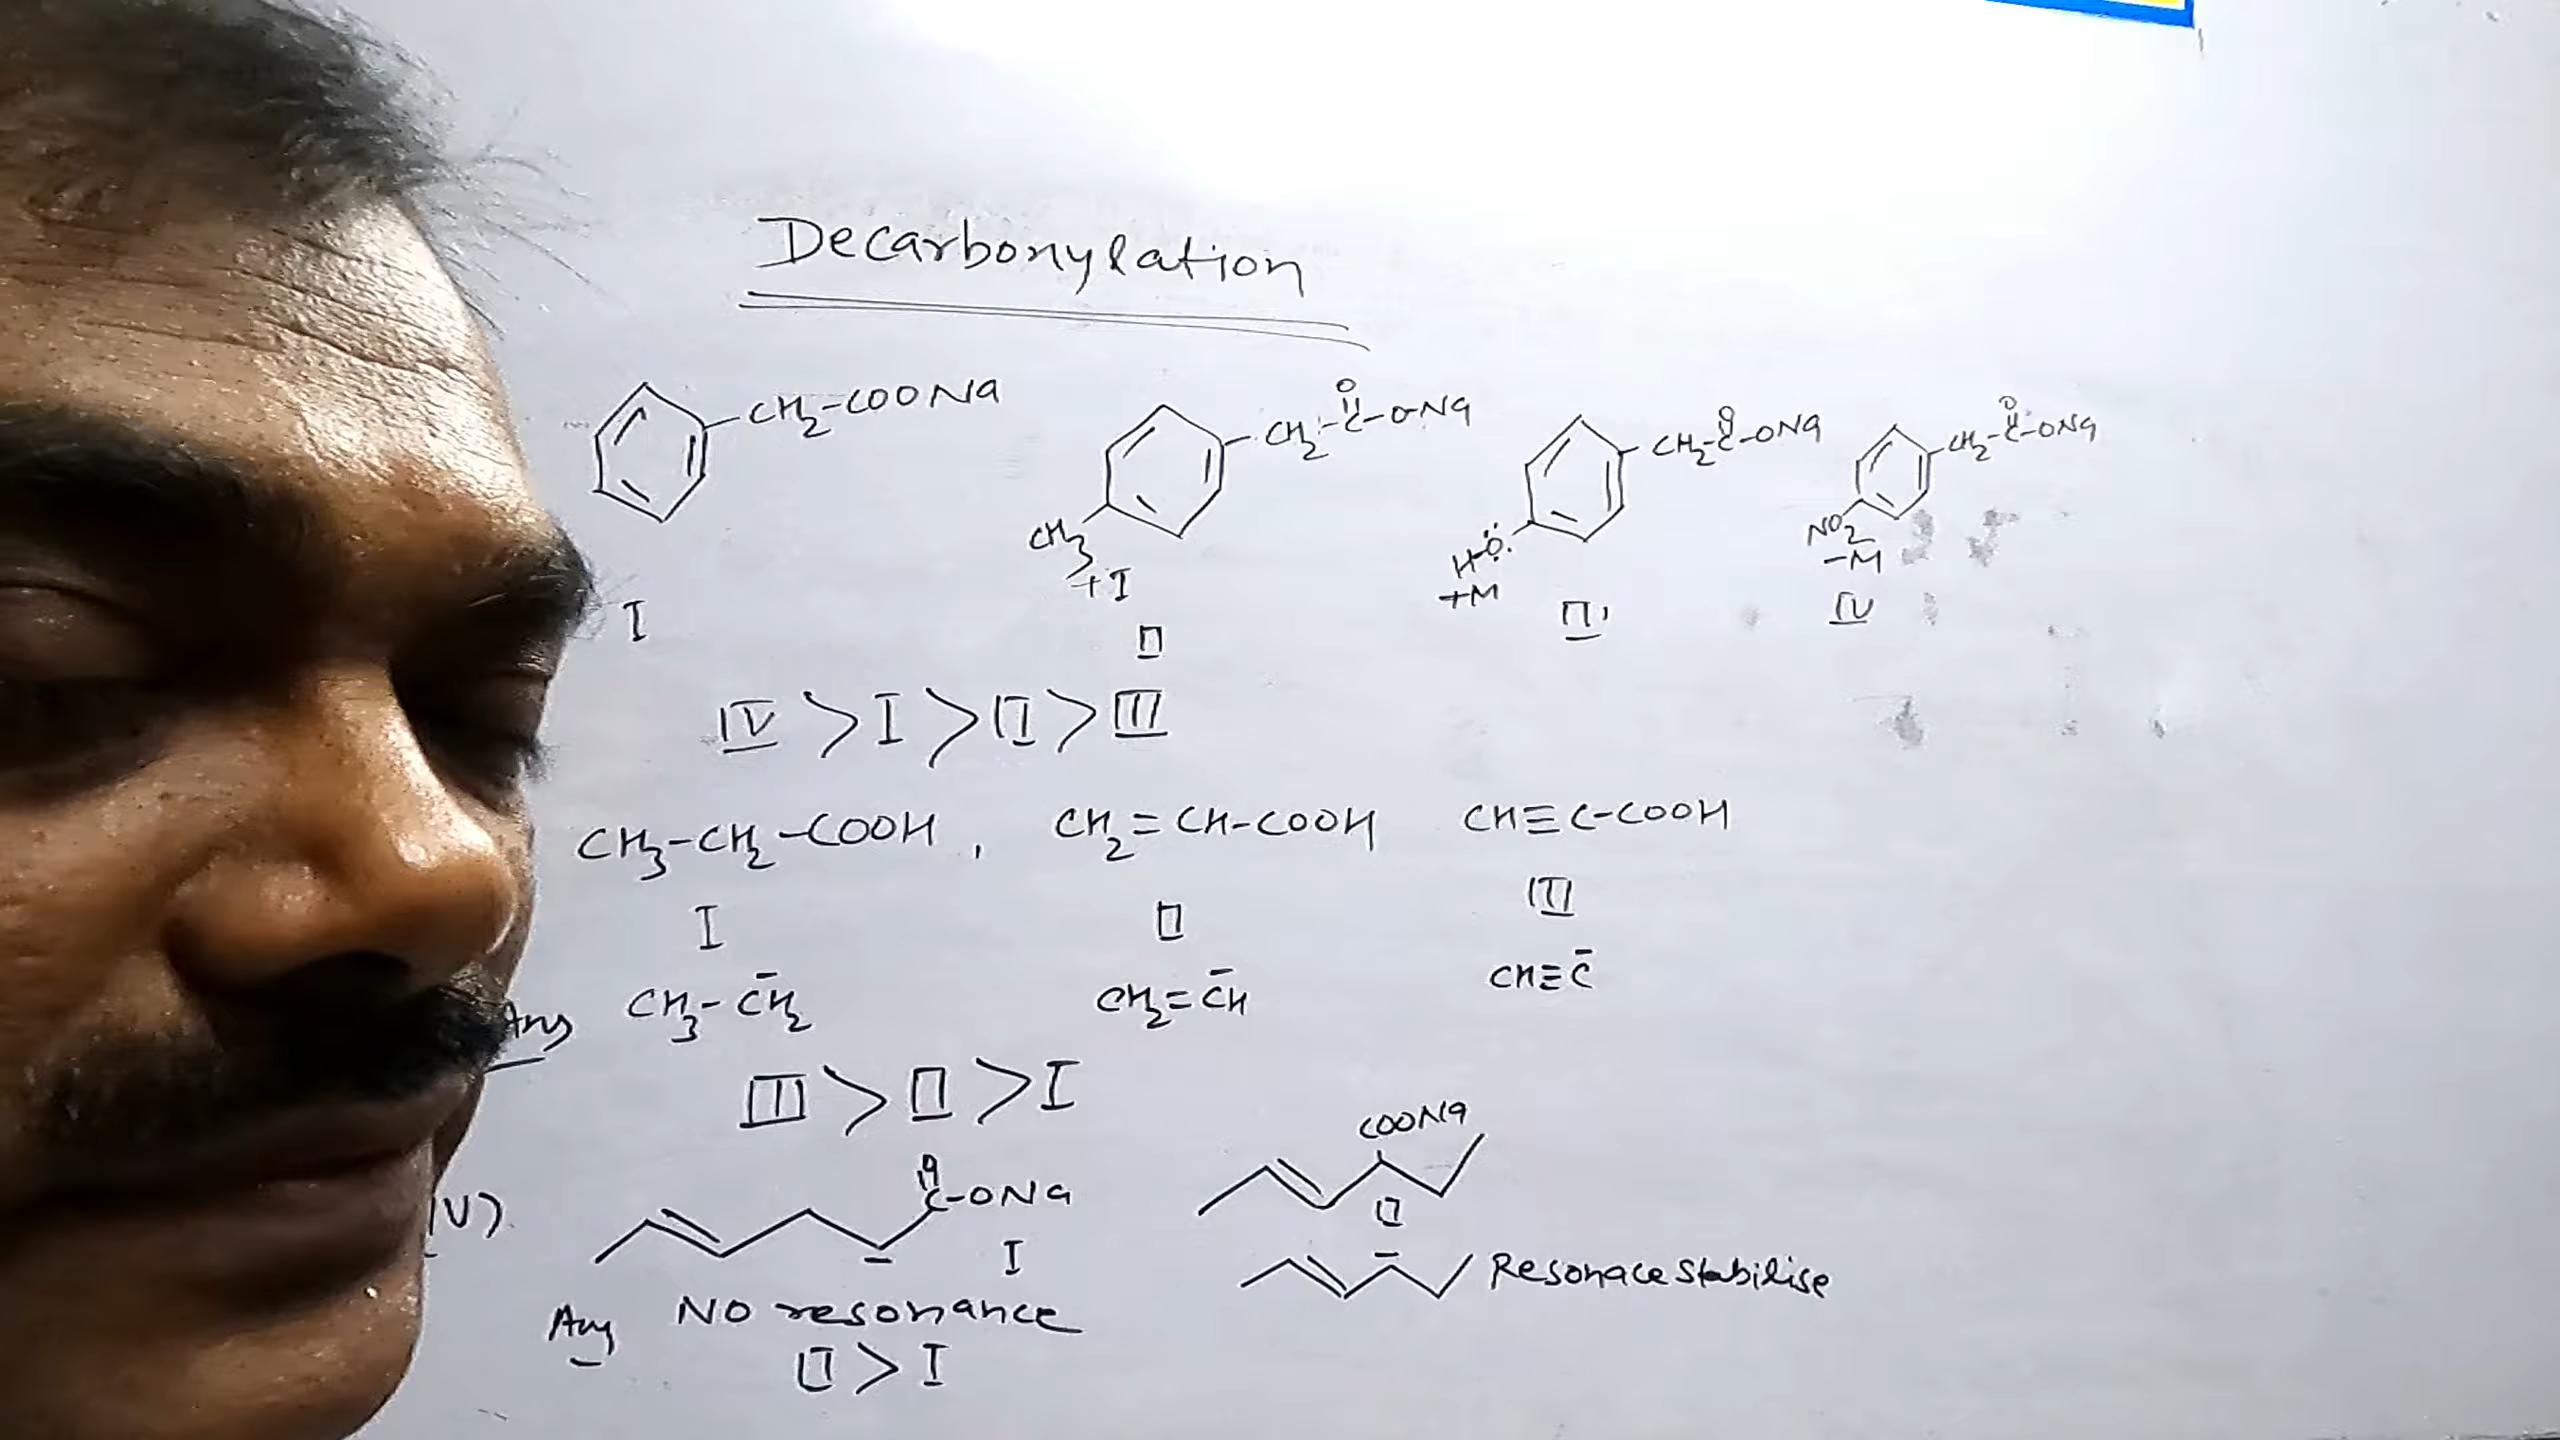 Decarbonylation
CH2-COONa
CH2-C-O-Na
O
CH3
+I
CH2-C-ONa
O
H-O
+M
CH2-C-ONa
O
NO2
-M
I
II
III
IV
IV > I > II > III
CH3-CH2-COOH, CH2=CH-COOH CH≡C-COOH
I II III
Ans CH3-C̄H2 CH2=C̄H CH≡C̄
III > II > I
COONa
(V). C-ONa
O
I II
Resonace stabilise
Ans NO resonance
II > I